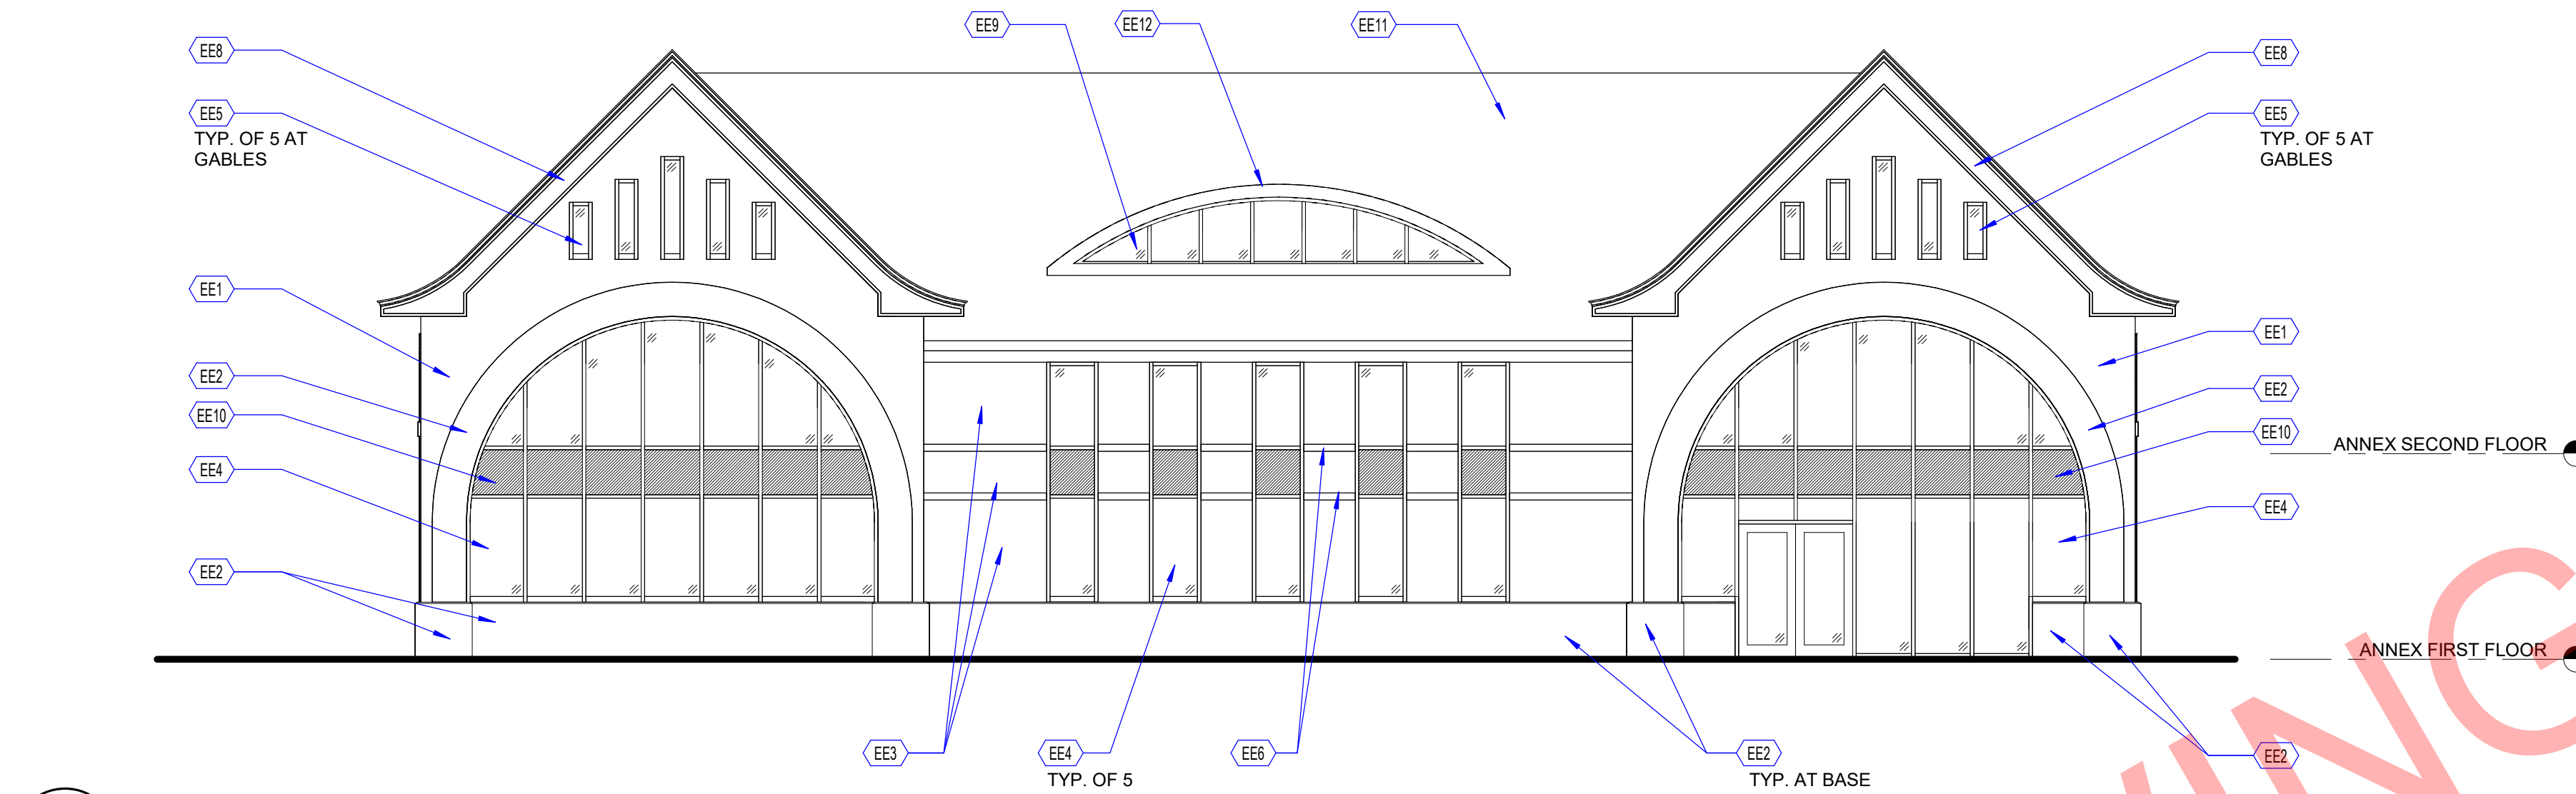 EE9
EE12
EE11
EE8
EE8
EE5
TYP. OF 5 AT
GABLES
EE5
TYP. OF 5 AT
GABLES
EE1
EE1
EE2
EE2
EE10
EE10
ANNEX SECOND FLOOR
EE4
EE4
EE2
ANNEX FIRST FLOOR
EE3
EE4
TYP. OF 5
EE6
EE2
TYP. AT BASE
EE2